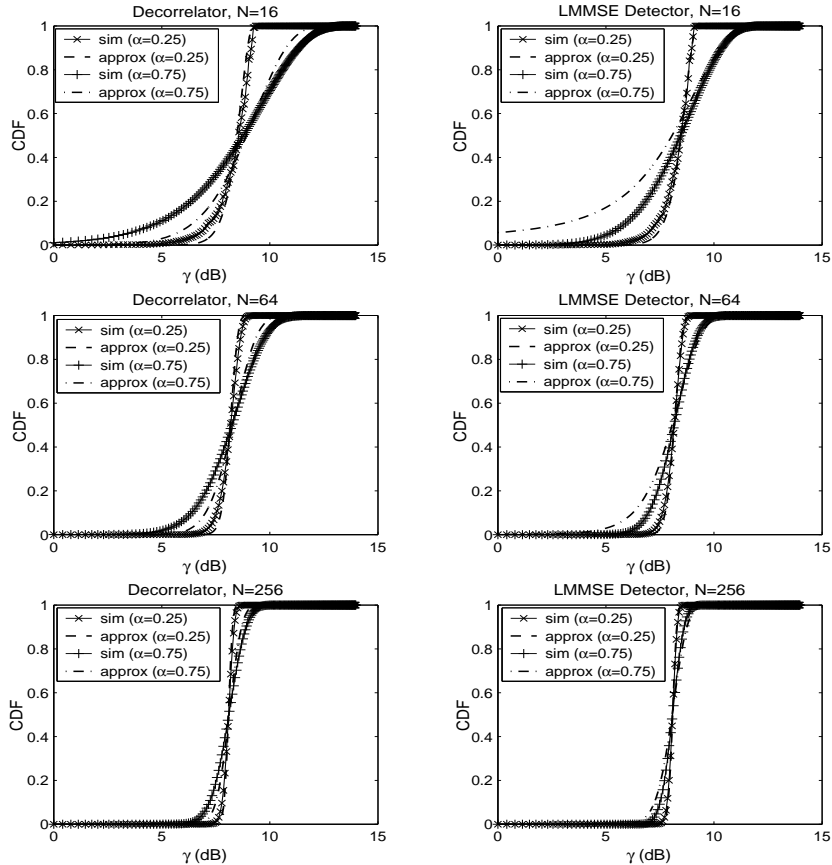 Decorrelator, N=16
1
0.8
0.6
0.4
0.2
0
CDF
sim (α=0.25)
approx (α=0.25)
sim (α=0.75)
approx (α=0.75)
0
5
10
15
γ (dB)
LMMSE Detector, N=16
1
0.8
0.6
0.4
0.2
0
CDF
sim (α=0.25)
approx (α=0.25)
sim (α=0.75)
approx (α=0.75)
0
5
10
15
γ (dB)
Decorrelator, N=64
1
0.8
0.6
0.4
0.2
0
CDF
sim (α=0.25)
approx (α=0.25)
sim (α=0.75)
approx (α=0.75)
0
5
10
15
γ (dB)
LMMSE Detector, N=64
1
0.8
0.6
0.4
0.2
0
CDF
sim (α=0.25)
approx (α=0.25)
sim (α=0.75)
approx (α=0.75)
0
5
10
15
γ (dB)
Decorrelator, N=256
1
0.8
0.6
0.4
0.2
0
CDF
sim (α=0.25)
approx (α=0.25)
sim (α=0.75)
approx (α=0.75)
0
5
10
15
γ (dB)
LMMSE Detector, N=256
1
0.8
0.6
0.4
0.2
0
CDF
sim (α=0.25)
approx (α=0.25)
sim (α=0.75)
approx (α=0.75)
0
5
10
15
γ (dB)